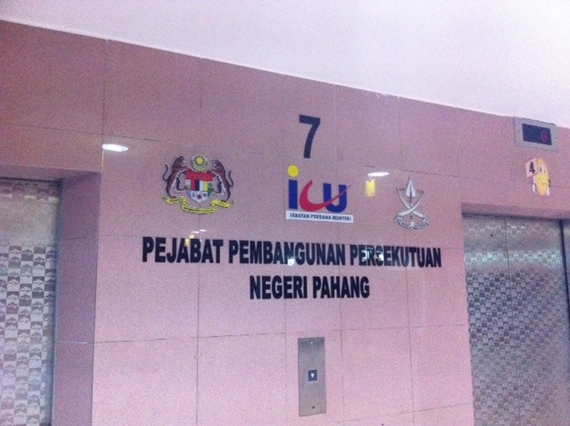 7
icu
JABATAN PERDANA MENTERI
PEJABAT PEMBANGUNAN PERSEKUTUAN
NEGERI PAHANG